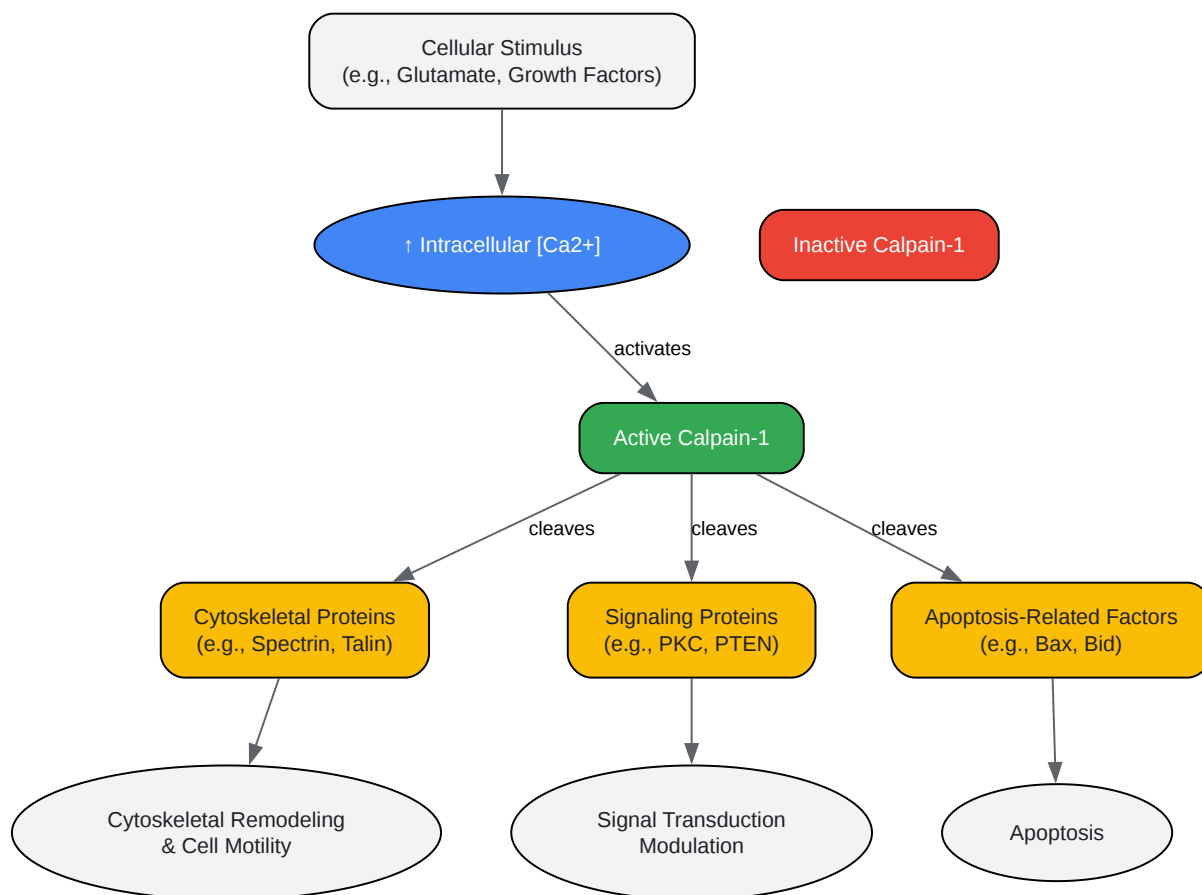 Cellular Stimulus
(e.g., Glutamate, Growth Factors)
↑ Intracellular [Ca2+]
Inactive Calpain-1
activates
Active Calpain-1
cleaves
cleaves
cleaves
Cytoskeletal Proteins
(e.g., Spectrin, Talin)
Signaling Proteins
(e.g., PKC, PTEN)
Apoptosis-Related Factors
(e.g., Bax, Bid)
Cytoskeletal Remodeling
& Cell Motility
Signal Transduction
Modulation
Apoptosis